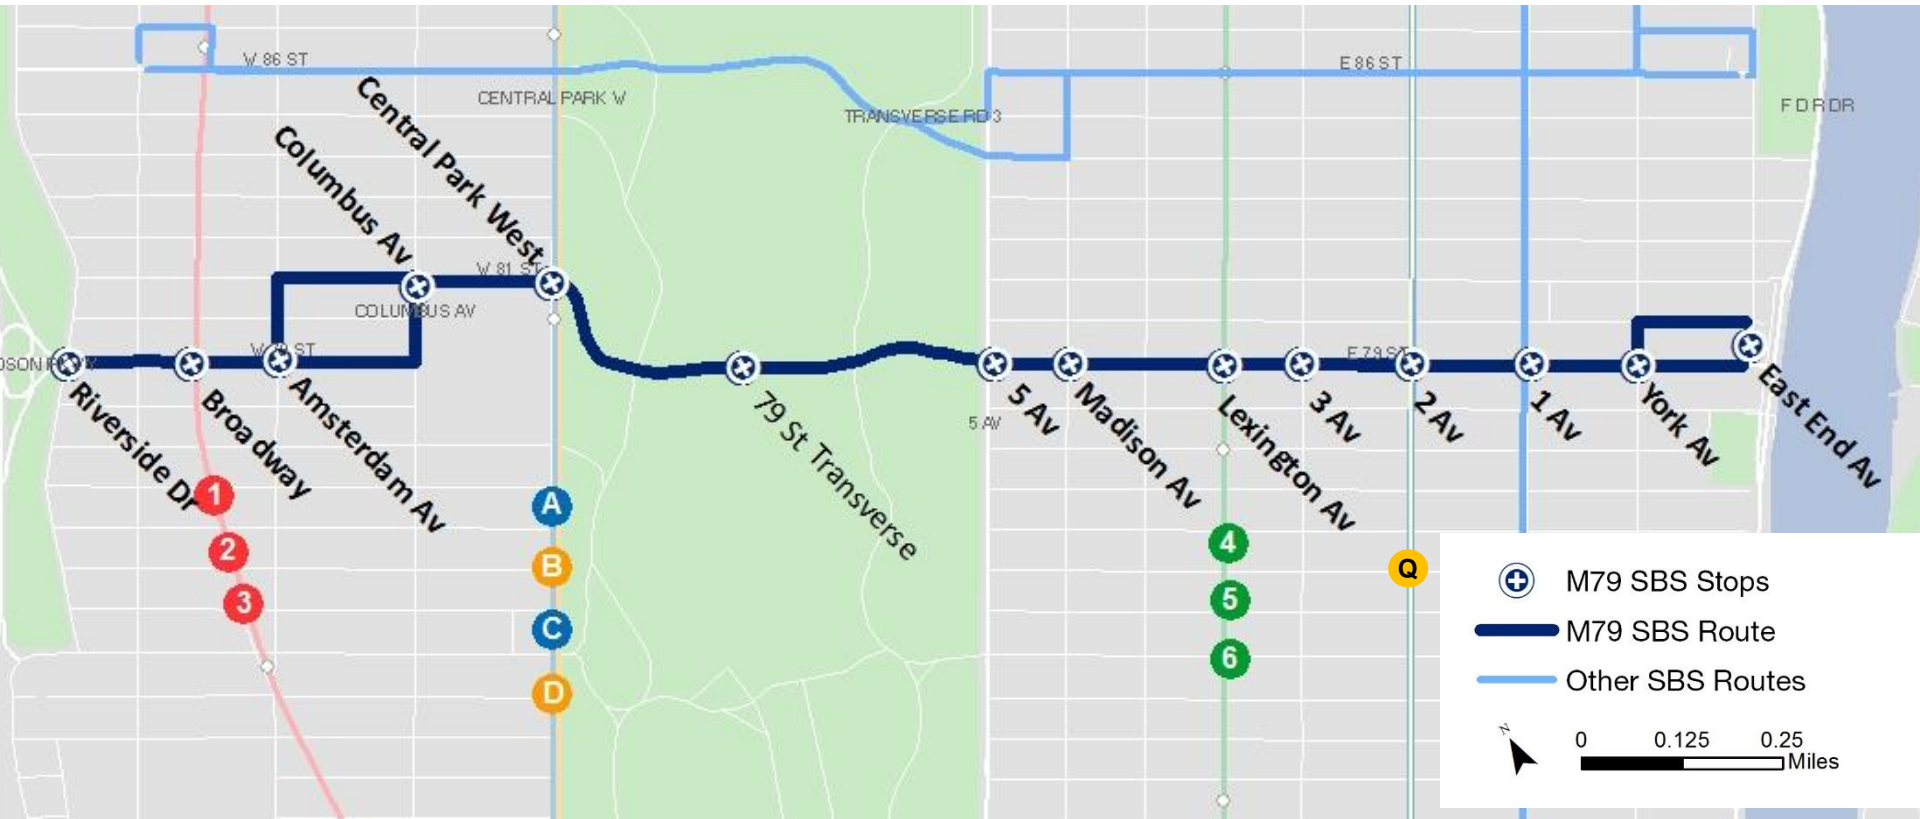 W 86 ST
E 86 ST
CENTRAL PARK W
TRANSVERSE RD 3
F D R DR
Central Park West
Columbus Av
W 81 ST
COLUMBUS AV
E 79 ST
5 AV
Riverside Dr
Broadway
Amsterdam Av
79 St Transverse
5 Av
Madison Av
Lexington Av
3 Av
2 Av
1 Av
York Av
East End Av
1
2
3
A
B
C
D
4
5
6
Q
M79 SBS Stops
M79 SBS Route
Other SBS Routes
N
0 0.125 0.25
Miles